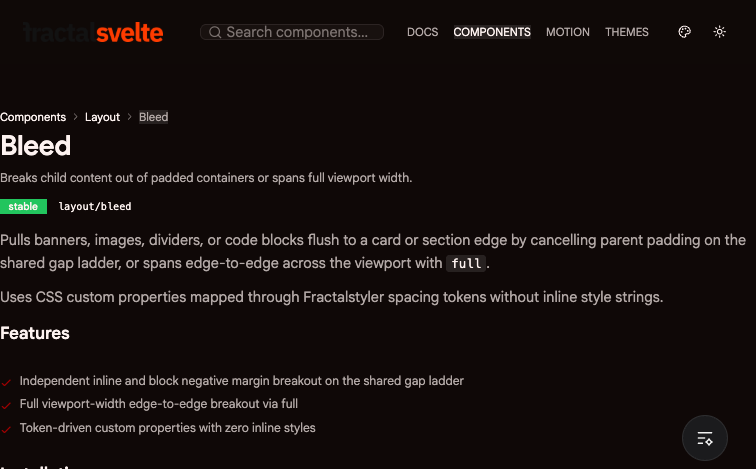 fractalsvelte
Search components...
DOCS
COMPONENTS
MOTION
THEMES
Components > Layout > Bleed
Bleed
Breaks child content out of padded containers or spans full viewport width.
stable layout/bleed
Pulls banners, images, dividers, or code blocks flush to a card or section edge by cancelling parent padding on the
shared gap ladder, or spans edge-to-edge across the viewport with full.
Uses CSS custom properties mapped through Fractalstyler spacing tokens without inline style strings.
Features
Independent inline and block negative margin breakout on the shared gap ladder
Full viewport-width edge-to-edge breakout via full
Token-driven custom properties with zero inline styles